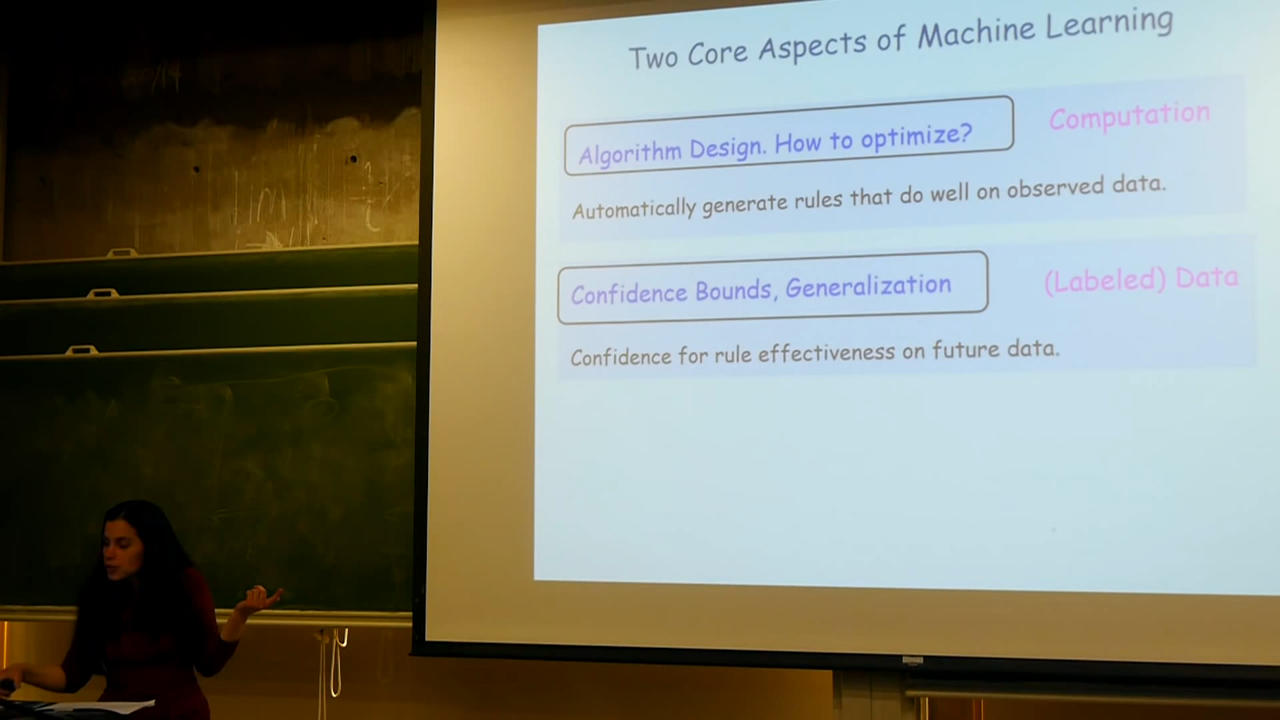 Two Core Aspects of Machine Learning
Algorithm Design. How to optimize?
Computation
Automatically generate rules that do well on observed data.
Confidence Bounds, Generalization
(Labeled) Data
Confidence for rule effectiveness on future data.